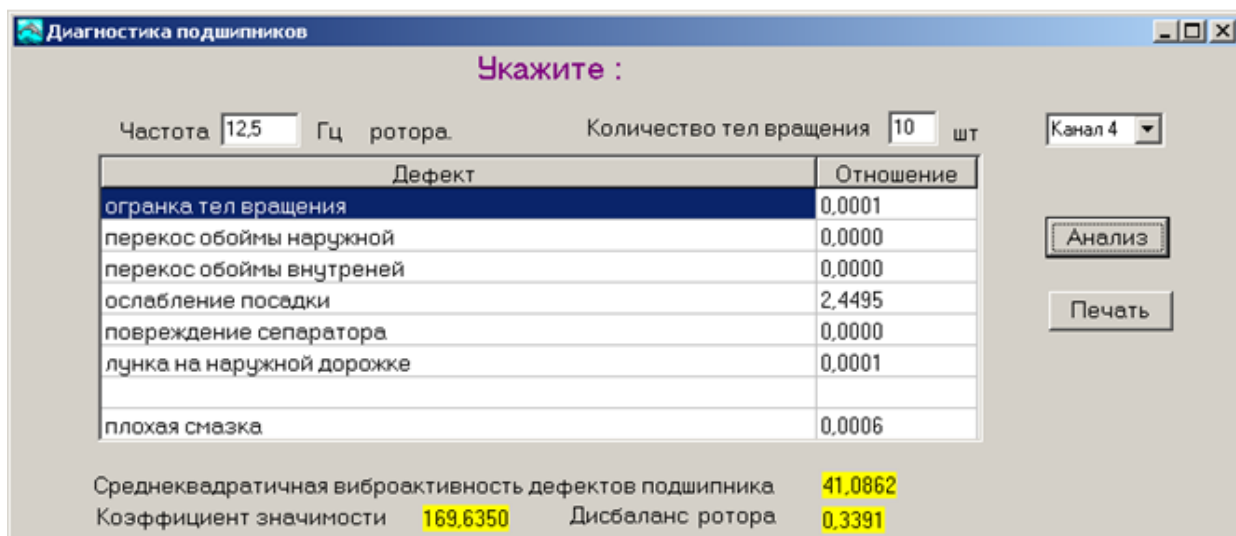 Диагностика подшипников
Укажите :
Частота 12,5 Гц ротора. Количество тел вращения 10 шт Канал 4
Дефект Отношение
огранка тел вращения 0,0001
перекос обоймы наружной 0,0000
перекос обоймы внутреней 0,0000
ослабление посадки 2,4495
повреждение сепаратора 0,0000
лунка на наружной дорожке 0,0001
плохая смазка 0,0006
Анализ
Печать
Среднеквадратичная виброактивность дефектов подшипника 41,0862
Коэффициент значимости 169,6350 Дисбаланс ротора 0,3391